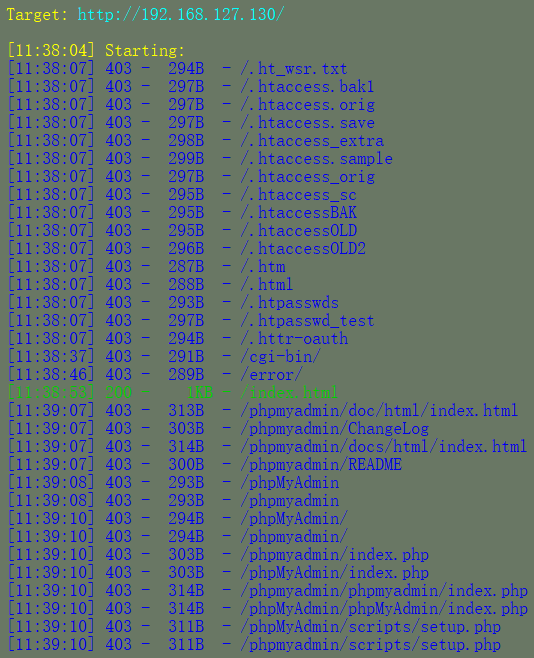 Target: http://192.168.127.130/
[11:38:04] Starting:
[11:38:07] 403 - 294B - /.ht_wsr.txt
[11:38:07] 403 - 297B - /.htaccess.bak1
[11:38:07] 403 - 297B - /.htaccess.orig
[11:38:07] 403 - 297B - /.htaccess.save
[11:38:07] 403 - 298B - /.htaccess_extra
[11:38:07] 403 - 299B - /.htaccess.sample
[11:38:07] 403 - 297B - /.htaccess_orig
[11:38:07] 403 - 295B - /.htaccess_sc
[11:38:07] 403 - 295B - /.htaccessBAK
[11:38:07] 403 - 295B - /.htaccessOLD
[11:38:07] 403 - 296B - /.htaccessOLD2
[11:38:07] 403 - 287B - /.htm
[11:38:07] 403 - 288B - /.html
[11:38:07] 403 - 293B - /.htpasswds
[11:38:07] 403 - 297B - /.htpasswd_test
[11:38:07] 403 - 294B - /.httr-oauth
[11:38:37] 403 - 291B - /cgi-bin/
[11:38:46] 403 - 289B - /error/
[11:38:53] 200 - 1KB - /index.html
[11:39:07] 403 - 313B - /phpmyadmin/doc/html/index.html
[11:39:07] 403 - 303B - /phpmyadmin/ChangeLog
[11:39:07] 403 - 314B - /phpmyadmin/docs/html/index.html
[11:39:07] 403 - 300B - /phpmyadmin/README
[11:39:08] 403 - 293B - /phpMyAdmin
[11:39:08] 403 - 293B - /phpmyadmin
[11:39:10] 403 - 294B - /phpMyAdmin/
[11:39:10] 403 - 294B - /phpmyadmin/
[11:39:10] 403 - 303B - /phpmyadmin/index.php
[11:39:10] 403 - 303B - /phpMyAdmin/index.php
[11:39:10] 403 - 314B - /phpmyadmin/phpmyadmin/index.php
[11:39:10] 403 - 314B - /phpMyAdmin/phpMyAdmin/index.php
[11:39:10] 403 - 311B - /phpMyAdmin/scripts/setup.php
[11:39:10] 403 - 311B - /phpmyadmin/scripts/setup.php